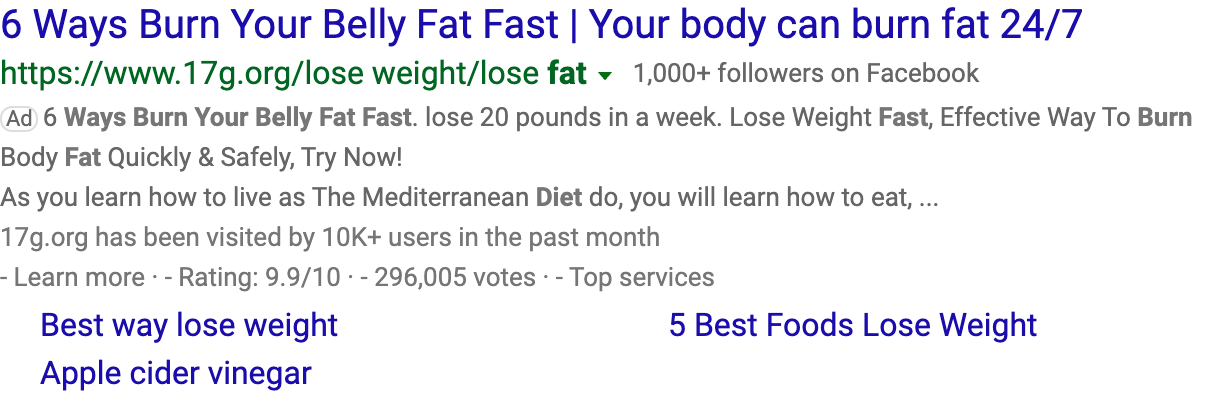 6 Ways Burn Your Belly Fat Fast | Your body can burn fat 24/7
https://www.17g.org/lose weight/lose fat 1,000+ followers on Facebook
Ad 6 Ways Burn Your Belly Fat Fast. lose 20 pounds in a week. Lose Weight Fast, Effective Way To Burn
Body Fat Quickly & Safely, Try Now!
As you learn how to live as The Mediterranean Diet do, you will learn how to eat, ...
17g.org has been visited by 10K+ users in the past month
- Learn more · - Rating: 9.9/10 · - 296,005 votes · - Top services
Best way lose weight 5 Best Foods Lose Weight
Apple cider vinegar